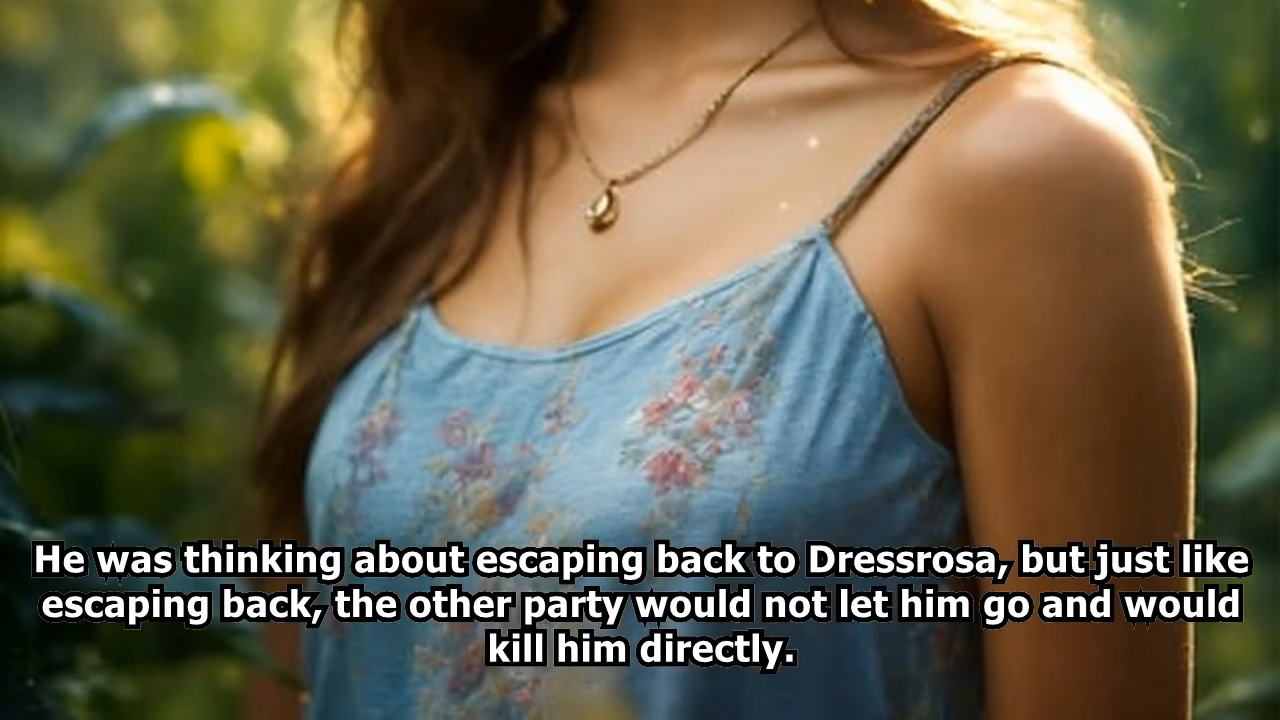 He was thinking about escaping back to Dressrosa, but just like
escaping back, the other party would not let him go and would
kill him directly.